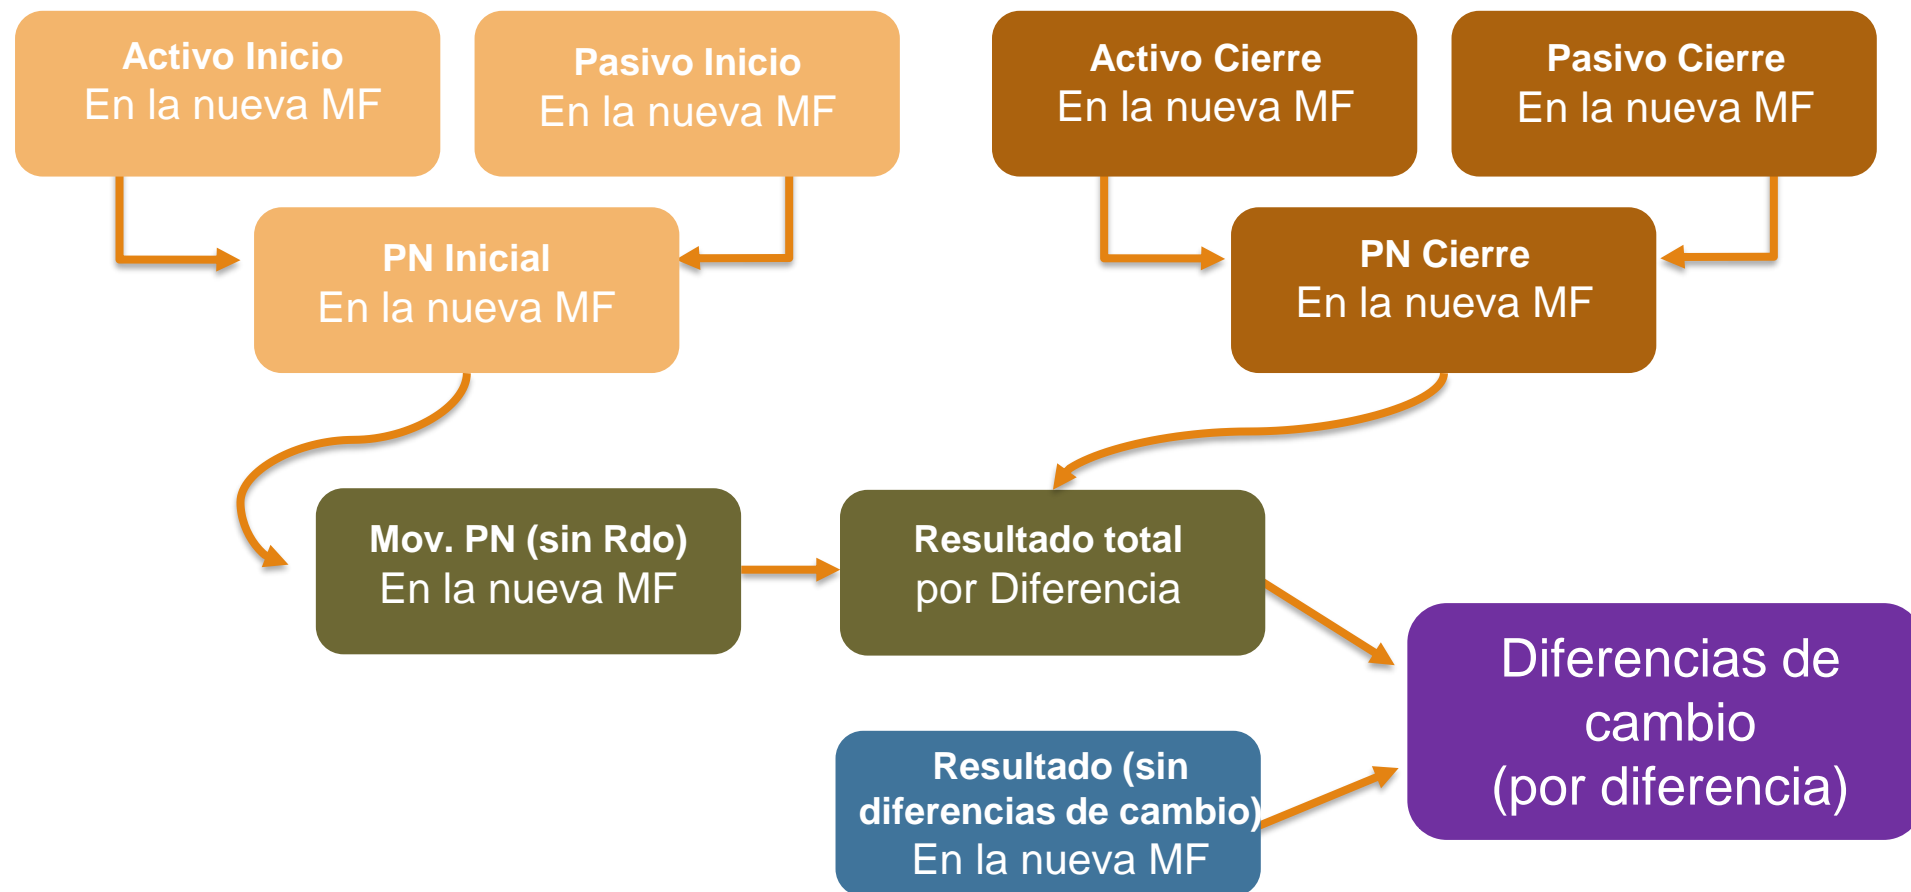 Activo Inicio
En la nueva MF
Pasivo Inicio
En la nueva MF
Activo Cierre
En la nueva MF
Pasivo Cierre
En la nueva MF
PN Inicial
En la nueva MF
PN Cierre
En la nueva MF
Mov. PN (sin Rdo)
En la nueva MF
Resultado total
por Diferencia
Diferencias de
cambio
(por diferencia)
Resultado (sin
diferencias de cambio)
En la nueva MF